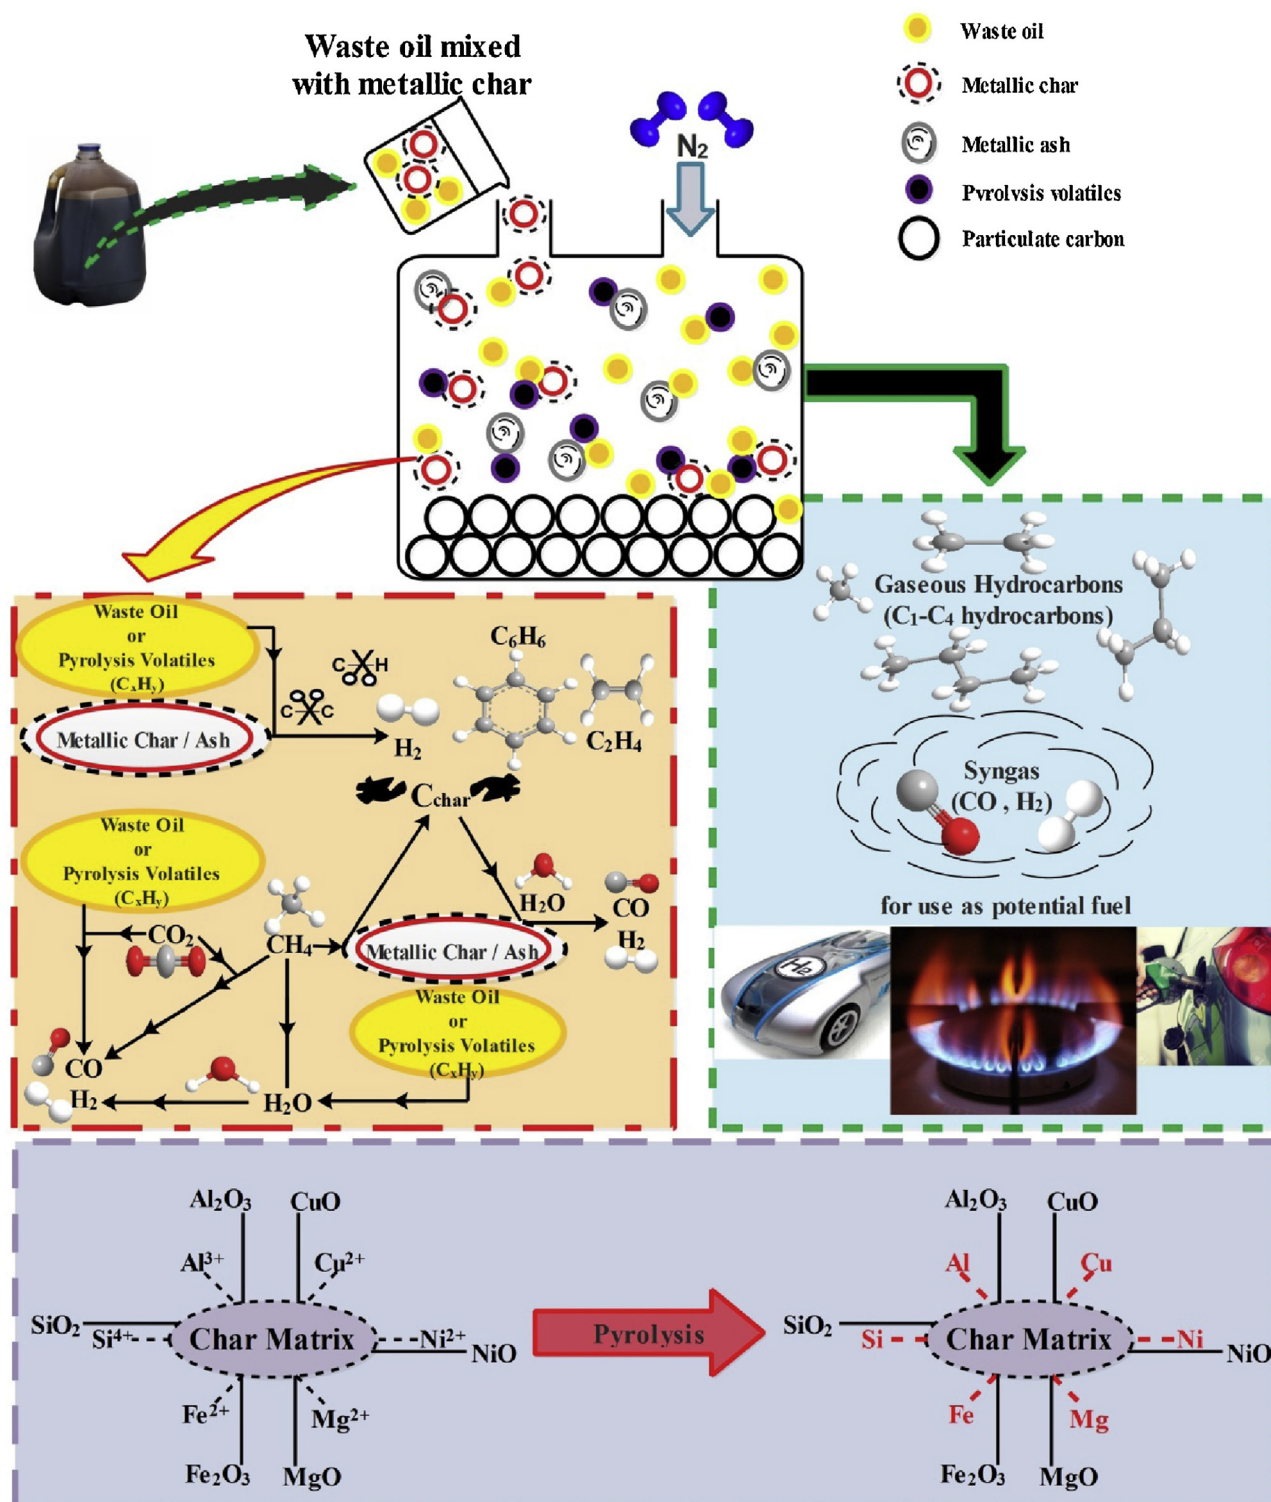 Waste oil mixed
with metallic char
N₂
Waste oil
Metallic char
Metallic ash
Pyrolysis volatiles
Particulate carbon
Waste Oil
or
Pyrolysis Volatiles
(CₓHᵧ)
Metallic Char / Ash
C H
C C
H₂
C₆H₆
C₂H₄
Cchar
Waste Oil
or
Pyrolysis Volatiles
(CₓHᵧ)
CO₂
CH₄
Metallic Char / Ash
H₂O
CO
H₂
Waste Oil
or
Pyrolysis Volatiles
(CₓHᵧ)
CO
H₂
H₂O
Gaseous Hydrocarbons
(C₁-C₄ hydrocarbons)
Syngas
(CO , H₂)
for use as potential fuel
H₂
Al₂O₃
CuO
Al³⁺
Cu²⁺
SiO₂
Si⁴⁺
Char Matrix
Ni²⁺
NiO
Fe²⁺
Mg²⁺
Fe₂O₃
MgO
Pyrolysis
Al₂O₃
CuO
Al
Cu
SiO₂
Si
Char Matrix
Ni
NiO
Fe
Mg
Fe₂O₃
MgO